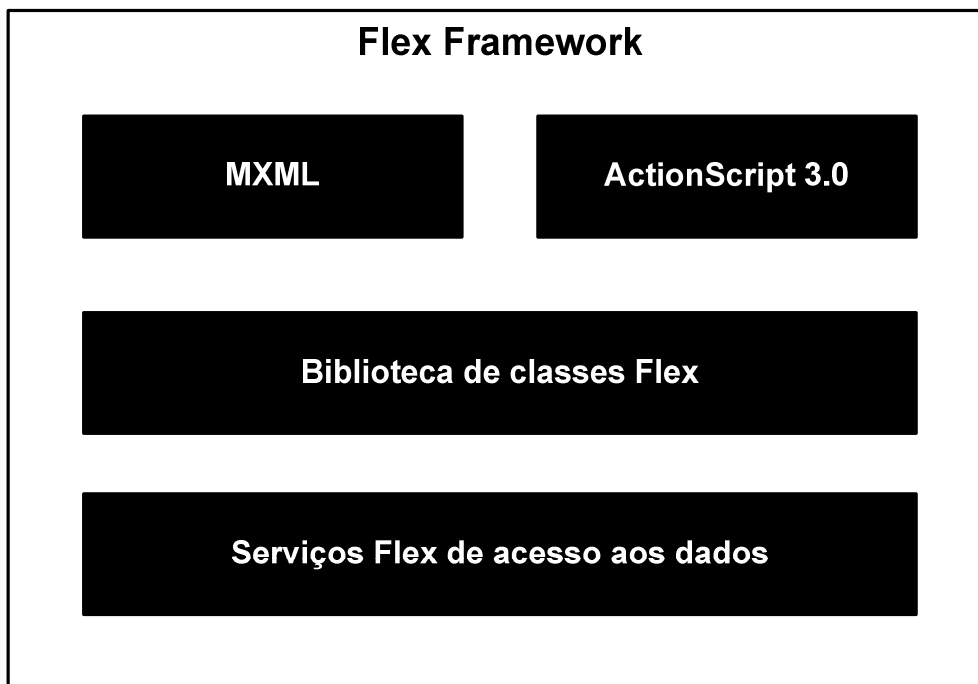 Flex Framework
MXML
ActionScript 3.0
Biblioteca de classes Flex
Serviços Flex de acesso aos dados